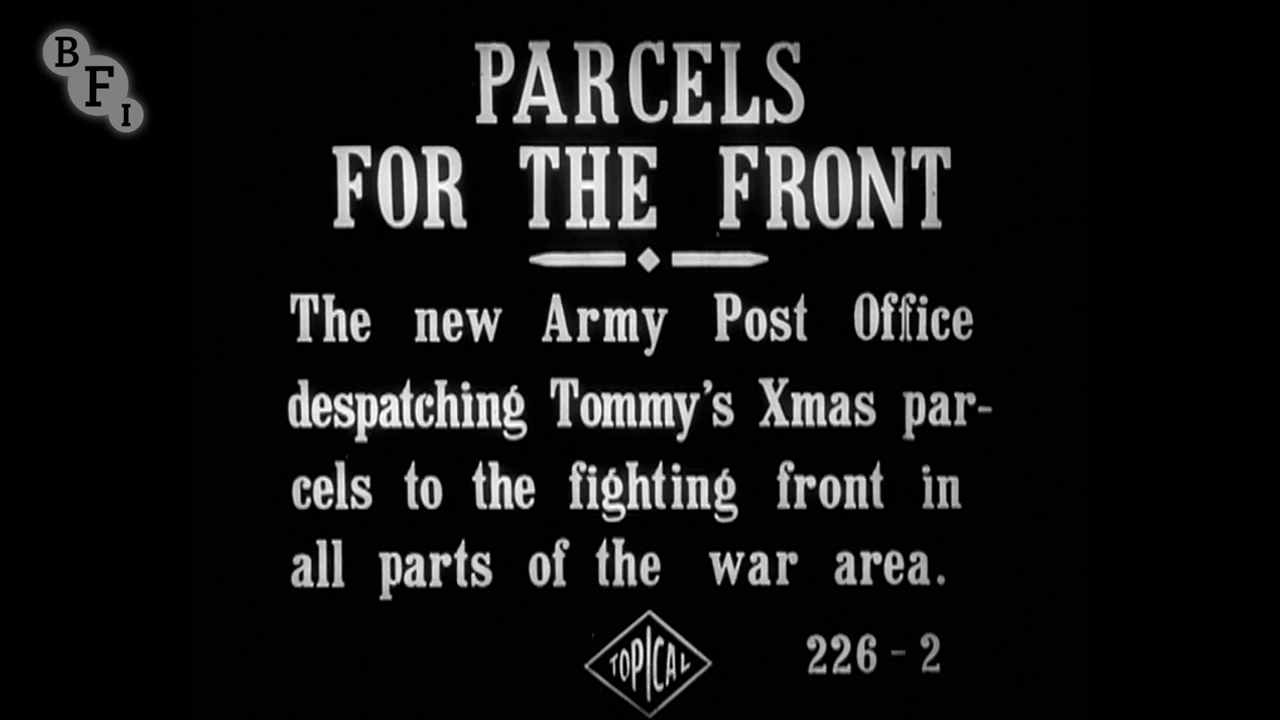 BFI
PARCELS
FOR THE FRONT
The new Army Post Office
despatching Tommy's Xmas par-
cels to the fighting front in
all parts of the war area.
TOPICAL
226 - 2